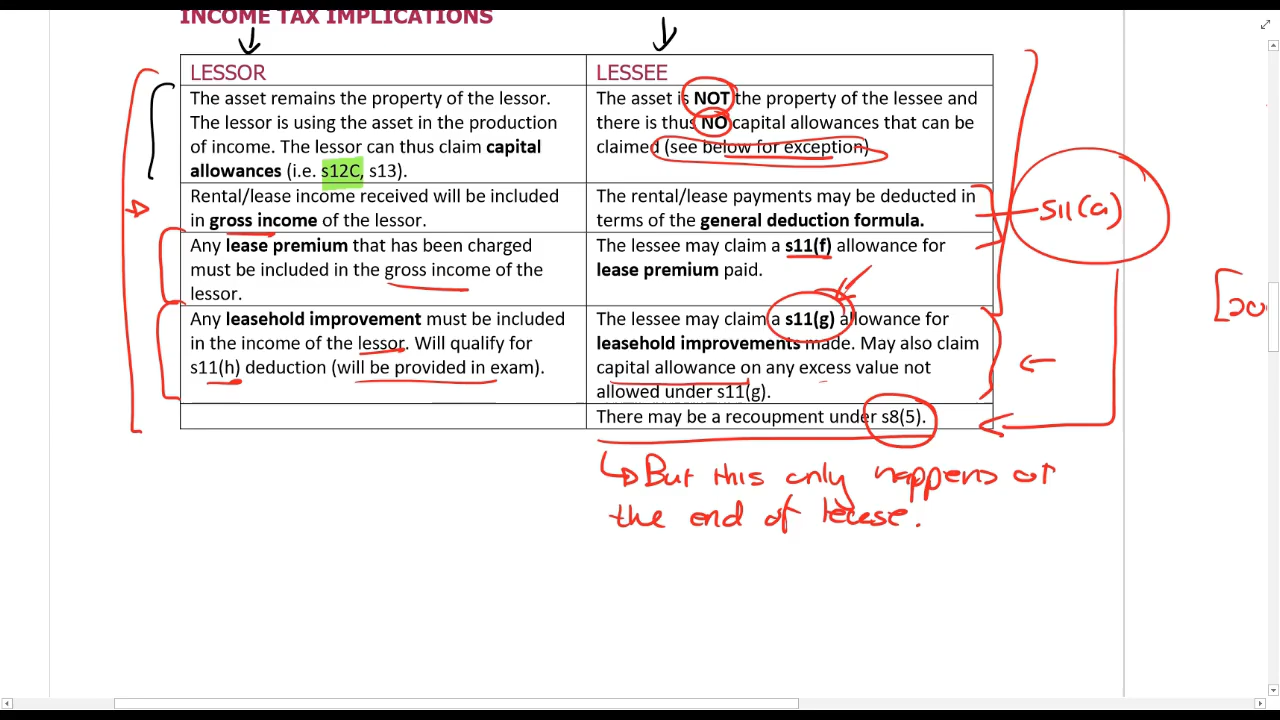 INCOME TAX IMPLICATIONS
LESSOR
LESSEE
The asset remains the property of the lessor.
The lessor is using the asset in the production
of income. The lessor can thus claim capital
allowances (i.e. s12C, s13).
The asset is NOT the property of the lessee and
there is thus NO capital allowances that can be
claimed (see below for exception)
Rental/lease income received will be included
in gross income of the lessor.
The rental/lease payments may be deducted in
terms of the general deduction formula.
s11(a)
Any lease premium that has been charged
must be included in the gross income of the
lessor.
The lessee may claim a s11(f) allowance for
lease premium paid.
Any leasehold improvement must be included
in the income of the lessor. Will qualify for
s11(h) deduction (will be provided in exam).
The lessee may claim a s11(g) allowance for
leasehold improvements made. May also claim
capital allowance on any excess value not
allowed under s11(g).
There may be a recoupment under s8(5).
But this only happens at
the end of lease.